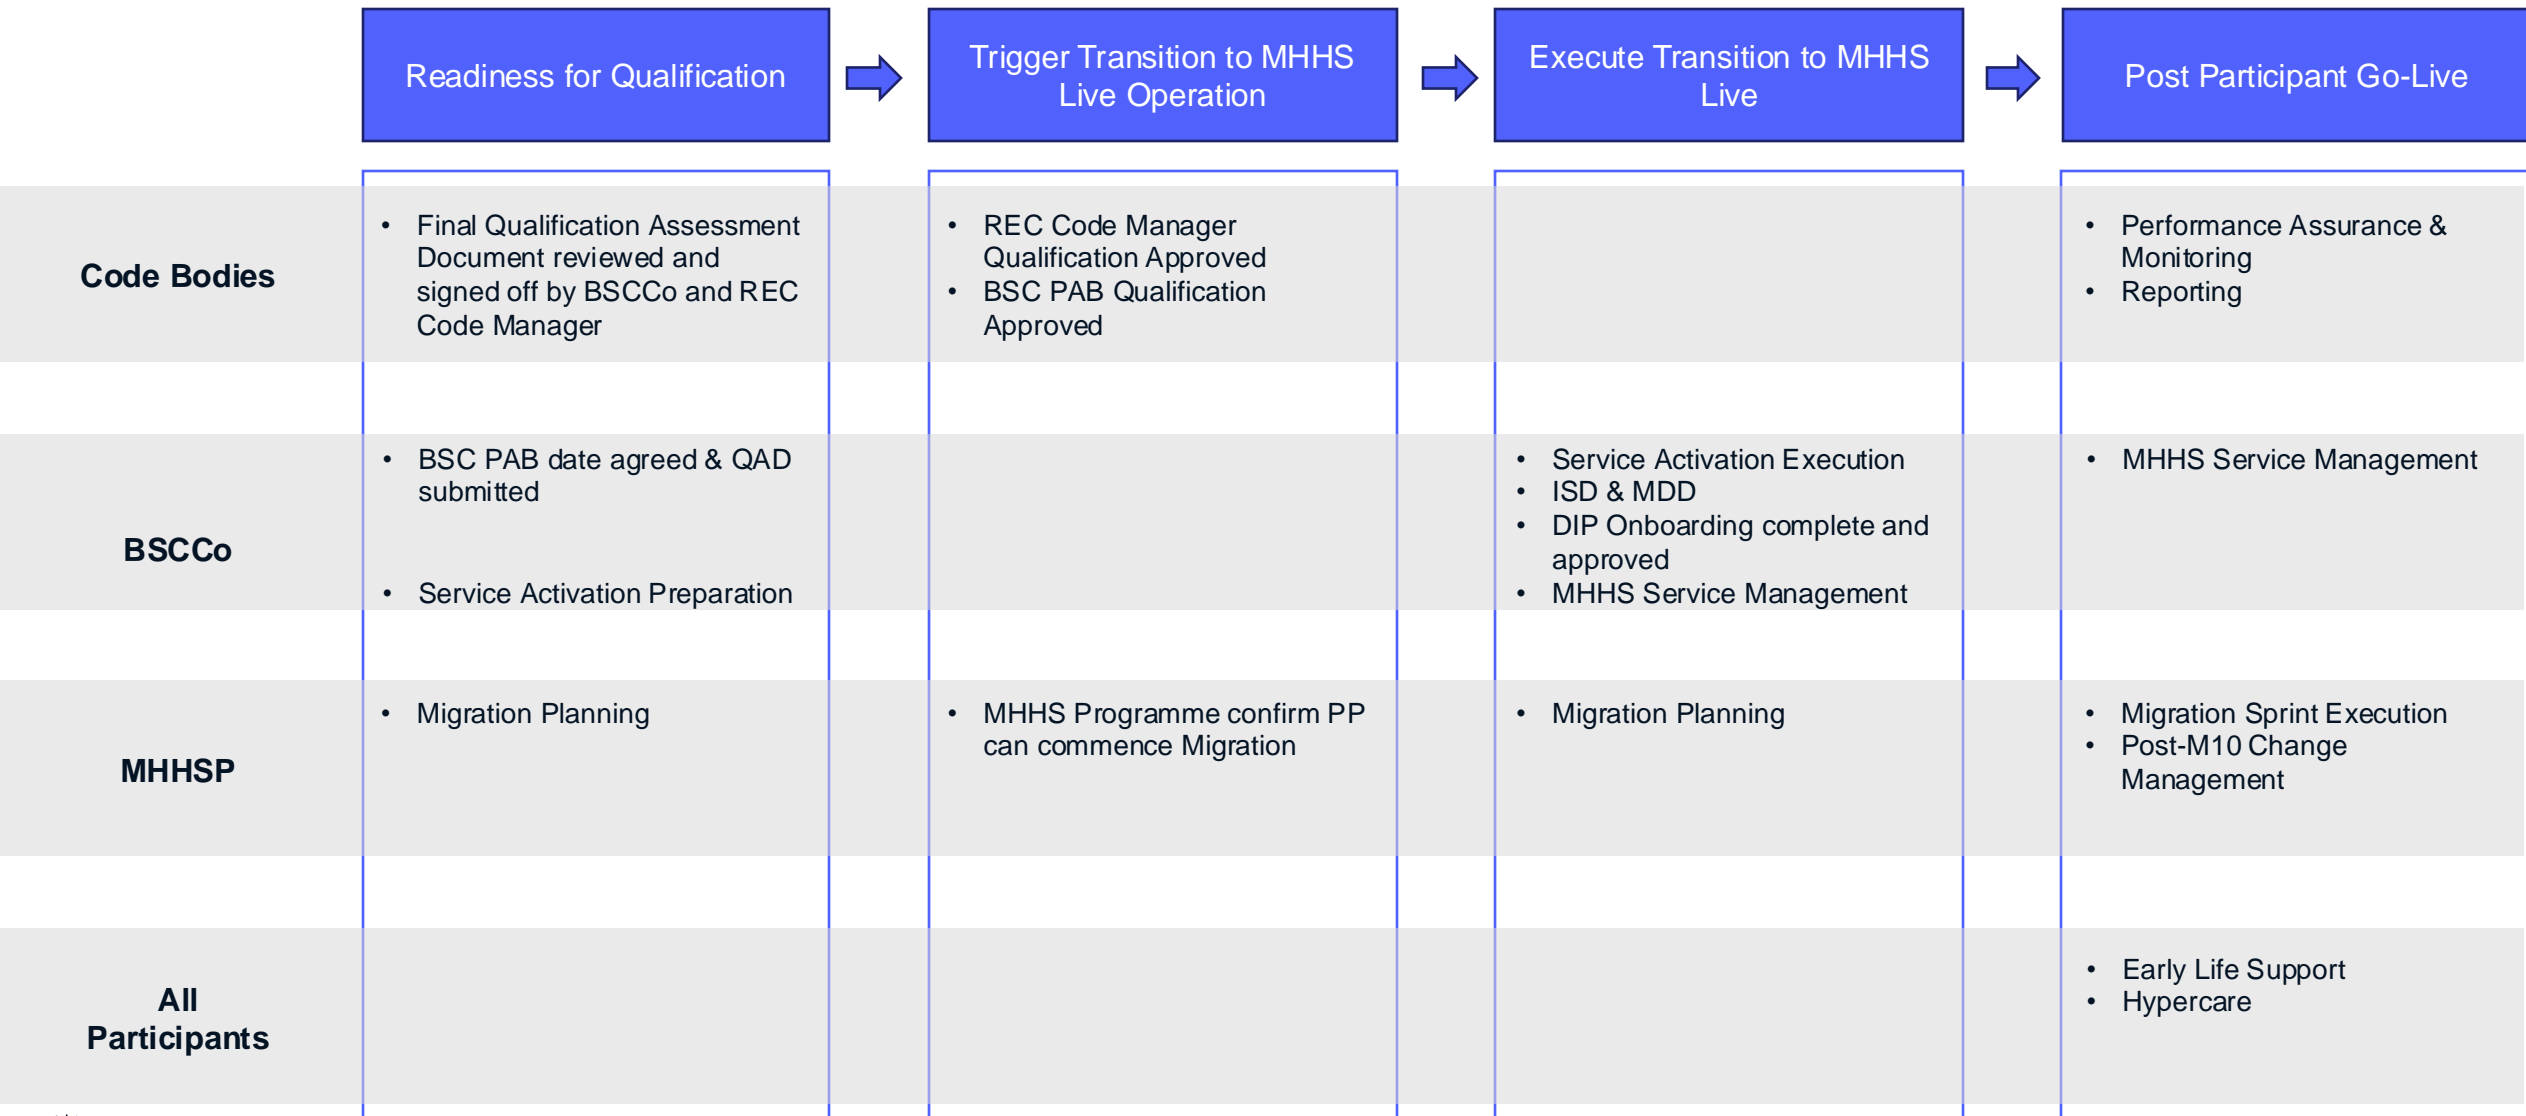 Readiness for Qualification
Trigger Transition to MHHS
Live Operation
Execute Transition to MHHS
Live
Post Participant Go-Live
Code Bodies
• Final Qualification Assessment
Document reviewed and
signed off by BSCCo and REC
Code Manager
• REC Code Manager
Qualification Approved
• BSC PAB Qualification
Approved
• Performance Assurance &
Monitoring
• Reporting
BSCCo
• BSC PAB date agreed & QAD
submitted
• Service Activation Preparation
• Service Activation Execution
• ISD & MDD
• DIP Onboarding complete and
approved
• MHHS Service Management
• MHHS Service Management
MHHSP
• Migration Planning
• MHHS Programme confirm PP
can commence Migration
• Migration Planning
• Migration Sprint Execution
• Post-M10 Change
Management
All
Participants
• Early Life Support
• Hypercare